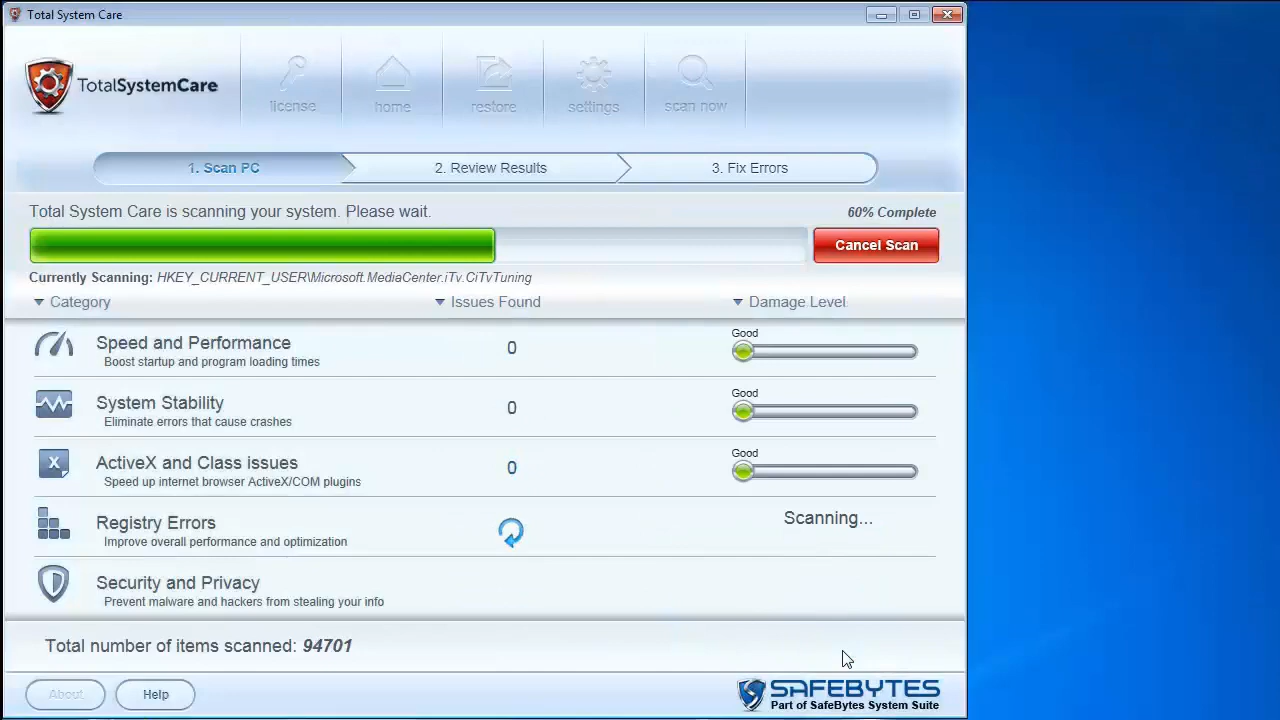 Total System Care
TotalSystemCare
license
home
restore
settings
scan now
1. Scan PC
2. Review Results
3. Fix Errors
Total System Care is scanning your system. Please wait.
60% Complete
Cancel Scan
Currently Scanning: HKEY_CURRENT_USER\Microsoft.MediaCenter.iTv.CiTvTuning
Category
Issues Found
Damage Level
Speed and Performance
Boost startup and program loading times
0
Good
System Stability
Eliminate errors that cause crashes
0
Good
ActiveX and Class issues
Speed up internet browser ActiveX/COM plugins
0
Good
Registry Errors
Improve overall performance and optimization
Scanning...
Security and Privacy
Prevent malware and hackers from stealing your info
Total number of items scanned: 94701
About
Help
SAFEBYTES
Part of SafeBytes System Suite